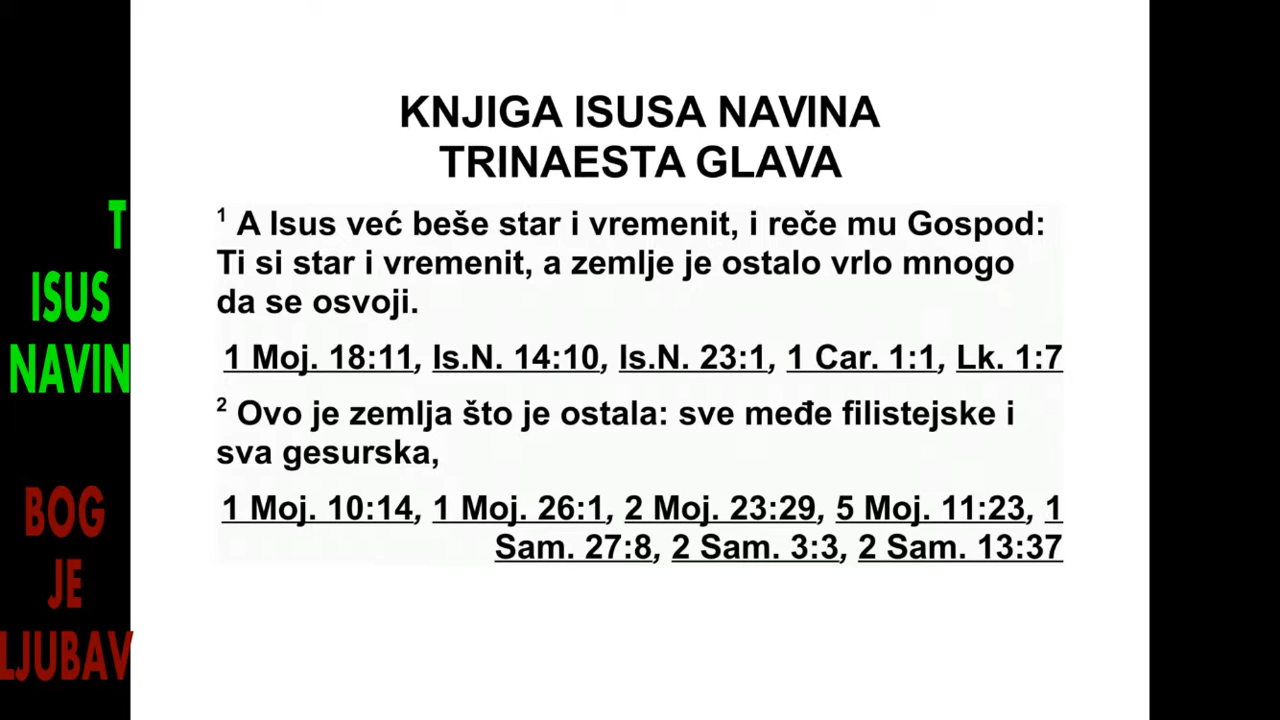 KNJIGA ISUSA NAVINA
TRINAESTA GLAVA
1 A Isus već beše star i vremenit, i reče mu Gospod:
Ti si star i vremenit, a zemlje je ostalo vrlo mnogo
da se osvoji.
1 Moj. 18:11, Is.N. 14:10, Is.N. 23:1, 1 Car. 1:1, Lk. 1:7
2 Ovo je zemlja što je ostala: sve međe filistejske i
sva gesurska,
1 Moj. 10:14, 1 Moj. 26:1, 2 Moj. 23:29, 5 Moj. 11:23, 1
Sam. 27:8, 2 Sam. 3:3, 2 Sam. 13:37
T
ISUS
NAVIN
BOG
JE
LJUBAV